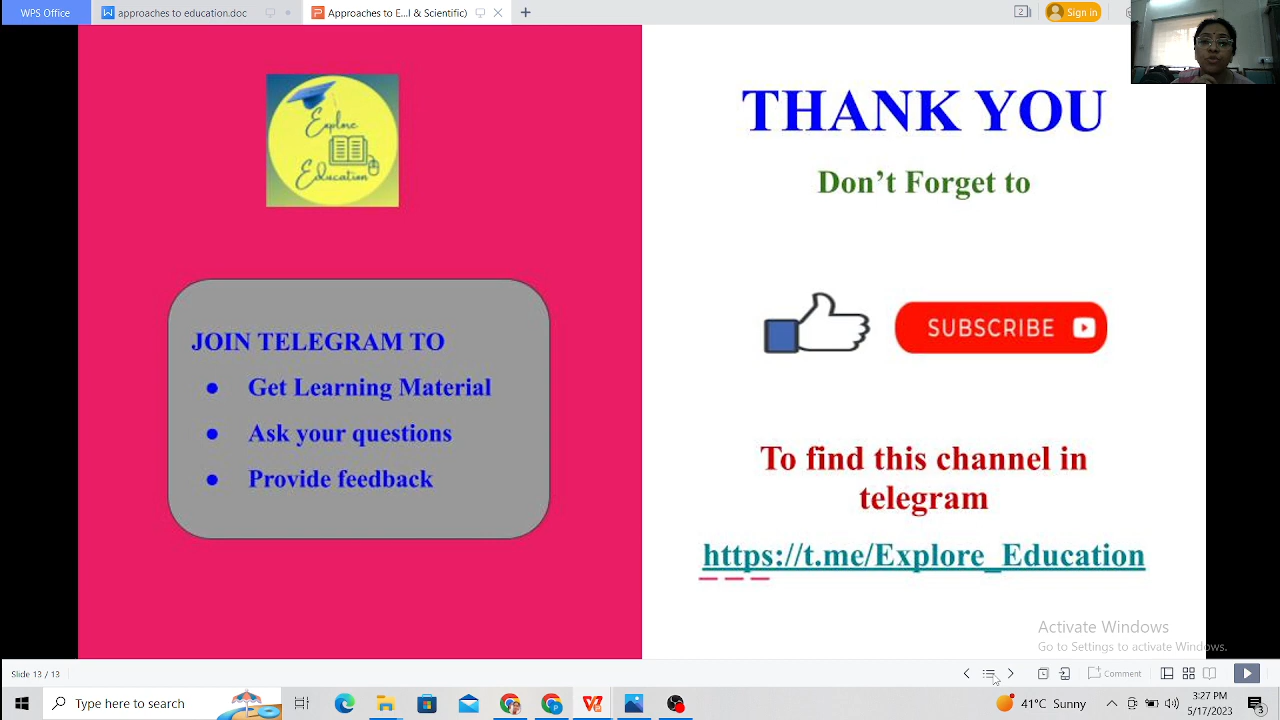 WPS Office
approaches to education.doc
Approaches to E...l & Scientific)
Sign in
Explore
Education
JOIN TELEGRAM TO
● Get Learning Material
● Ask your questions
● Provide feedback
THANK YOU
Don’t Forget to
SUBSCRIBE
To find this channel in
telegram
https://t.me/Explore_Education
Activate Windows
Go to Settings to activate Windows.
Slide 13 / 13
Comment
Type here to search
41°C Sunny
3:27 PM
5/17/2023